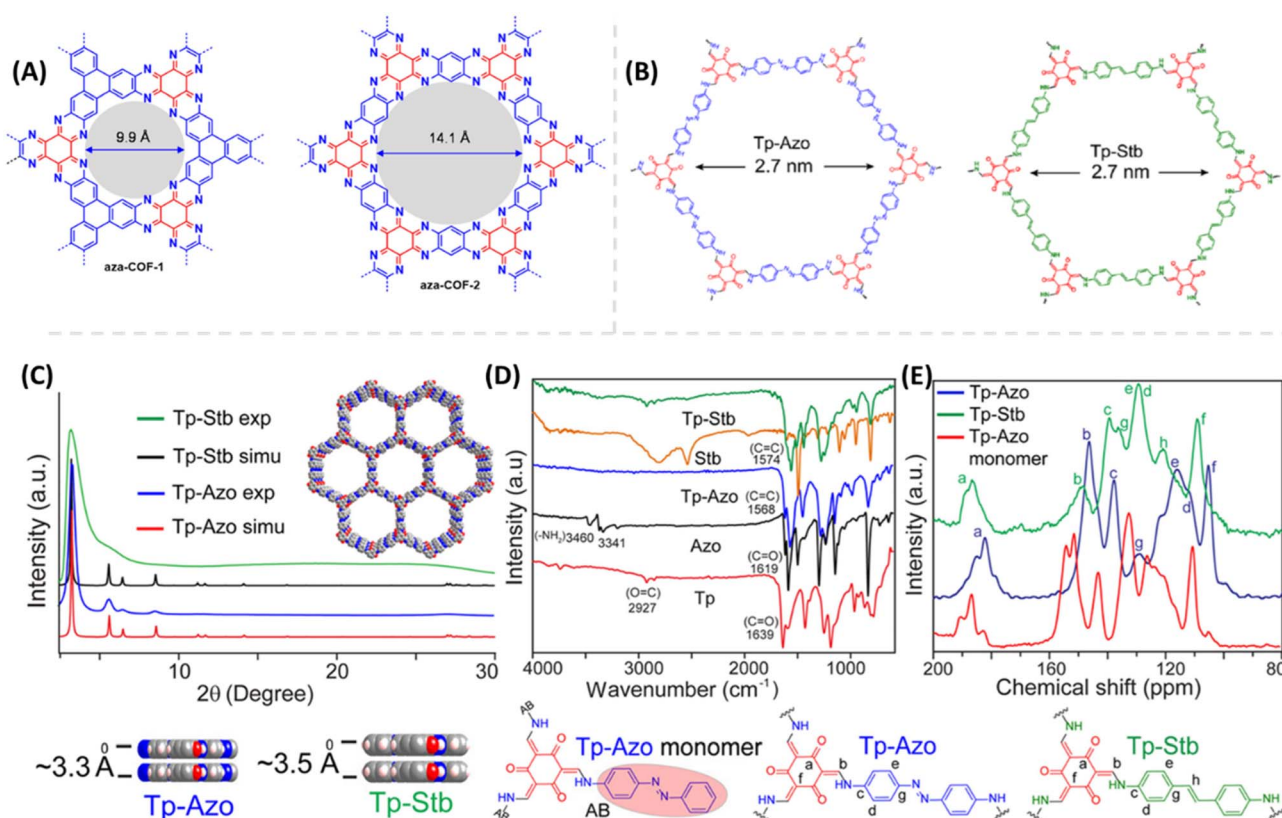 (A)
9.9 Å
aza-COF-1
14.1 Å
aza-COF-2
(B)
Tp-Azo
2.7 nm
Tp-Stb
2.7 nm
(C)
Tp-Stb exp
Tp-Stb simu
Tp-Azo exp
Tp-Azo simu
Intensity (a.u.)
10 20 30
2θ (Degree)
(D)
Tp-Stb
Stb
(C=C)
1574
Tp-Azo
(C=C)
1568
(-NH₂)3460
3341
Azo
(C=O)
1619
(O=C)
2927
Tp
(C=O)
1639
Intensity (a.u.)
4000 3000 2000 1000
Wavenumber (cm⁻¹)
(E)
Tp-Azo
Tp-Stb
Tp-Azo
monomer
a b c g e d h f
a b c g e d f
Intensity (a.u.)
200 160 120 80
Chemical shift (ppm)
~3.3 Å
Tp-Azo
~3.5 Å
Tp-Stb
Tp-Azo monomer
AB
Tp-Azo
Tp-Stb